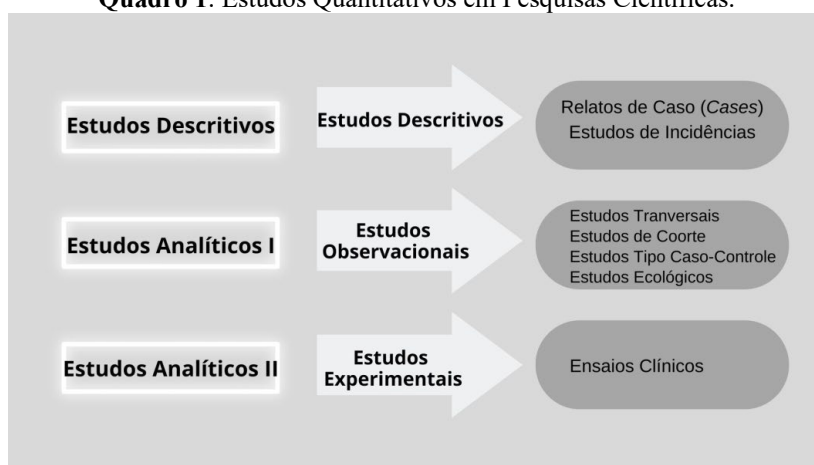 Quadro 1: Estudos Quantitativos em Pesquisas Científicas.
Estudos Descritivos
Estudos Descritivos
Relatos de Caso (Cases)
Estudos de Incidências
Estudos Analíticos I
Estudos
Observacionais
Estudos Tranversais
Estudos de Coorte
Estudos Tipo Caso-Controle
Estudos Ecológicos
Estudos Analíticos II
Estudos
Experimentais
Ensaios Clínicos